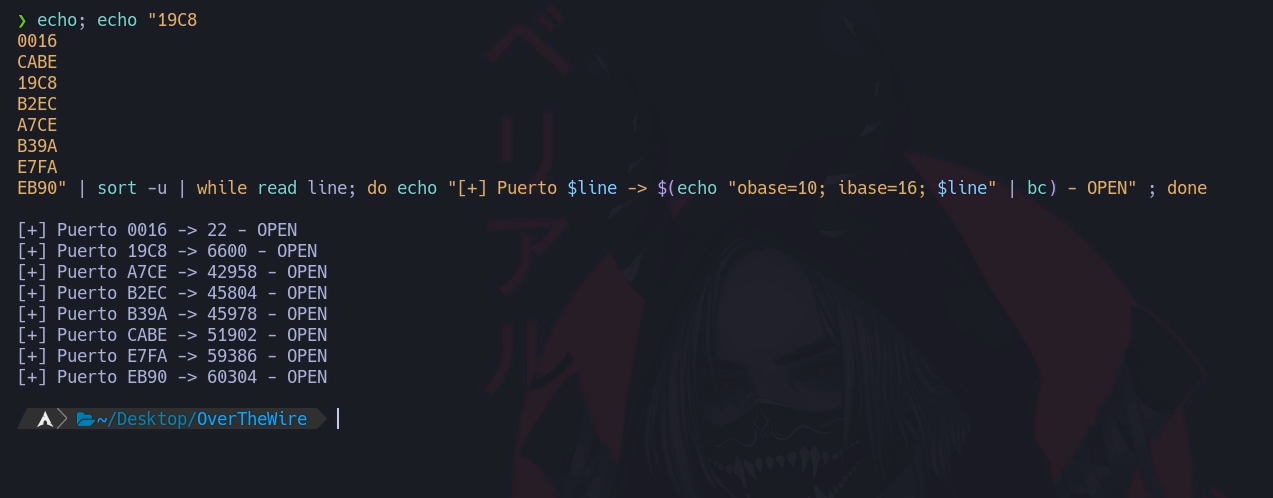 ❯ echo; echo "19C8
0016
CABE
19C8
B2EC
A7CE
B39A
E7FA
EB90" | sort -u | while read line; do echo "[+] Puerto $line -> $(echo "obase=10; ibase=16; $line" | bc) - OPEN" ; done
[+] Puerto 0016 -> 22 - OPEN
[+] Puerto 19C8 -> 6600 - OPEN
[+] Puerto A7CE -> 42958 - OPEN
[+] Puerto B2EC -> 45804 - OPEN
[+] Puerto B39A -> 45978 - OPEN
[+] Puerto CABE -> 51902 - OPEN
[+] Puerto E7FA -> 59386 - OPEN
[+] Puerto EB90 -> 60304 - OPEN
~/Desktop/OverTheWire
ベリアル